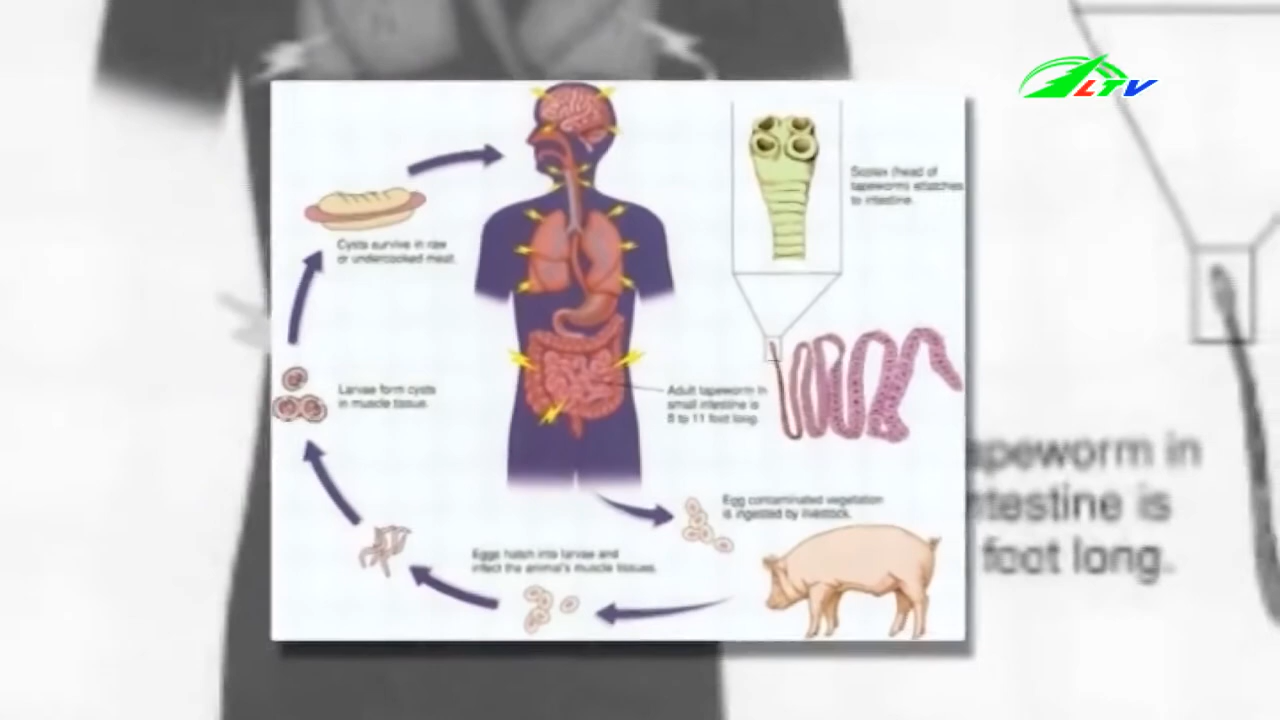 LTV
Scolex (head of
tapeworm) attaches
to intestine.
Cysts survive in raw
or undercooked meat.
Larvae form cysts
in muscle tissue.
Adult tapeworm in
small intestine is
8 to 11 foot long.
Egg contaminated vegetation
is ingested by livestock.
Eggs hatch into larvae and
infect the animal's muscle tissues.
apeworm in
ntestine is
foot long.